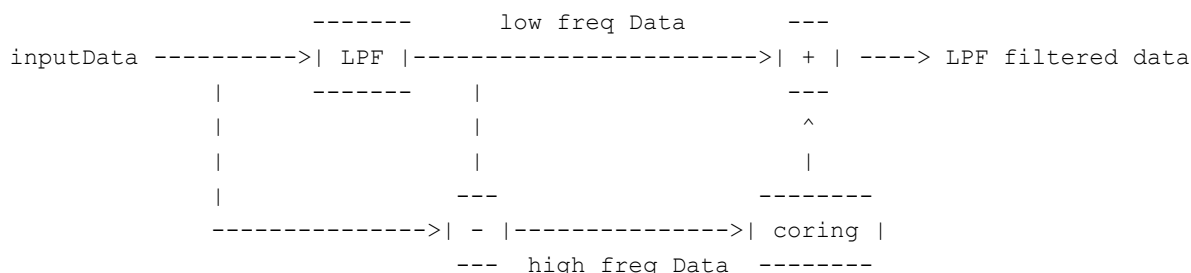 ------- low freq Data ---
inputData ---------->| LPF |------------------------>| + | ----> LPF filtered data
| ------- | ---
| | ^
| | |
| --- --------
--------------->| - |--------------->| coring |
--- high freq Data --------